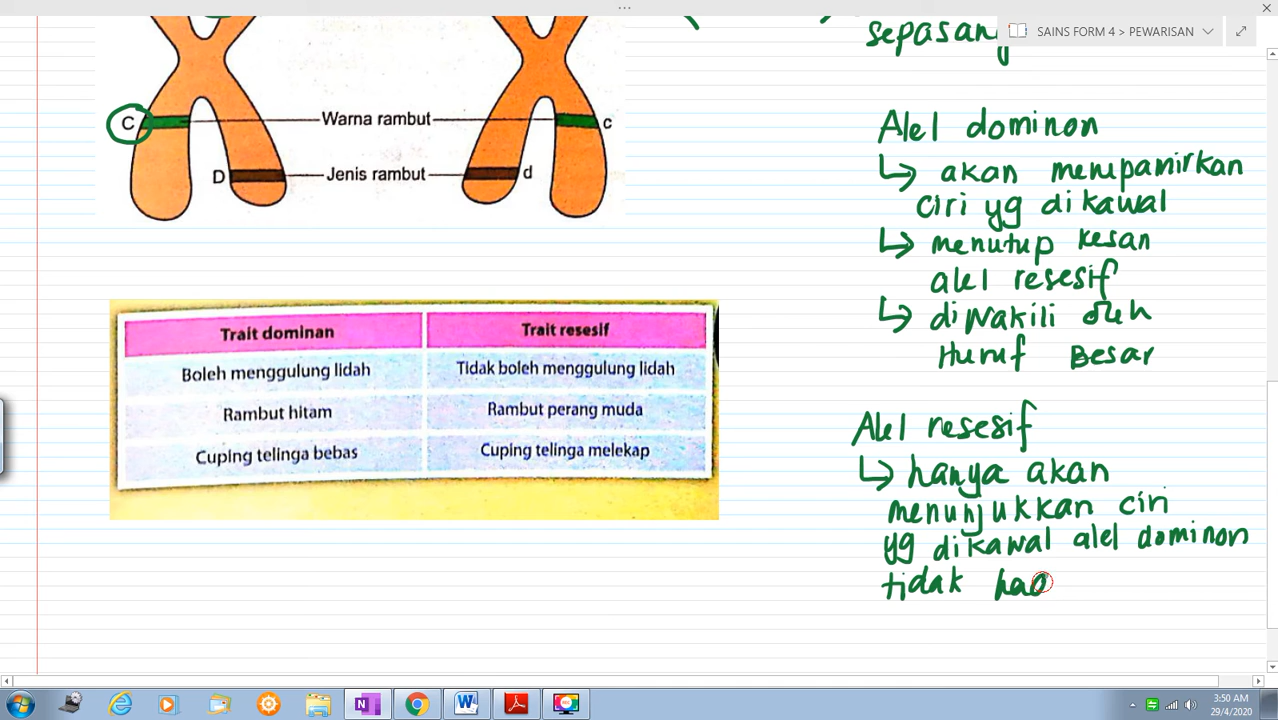 sepasang
SAINS FORM 4 > PEWARISAN
C
Warna rambut
c
D
Jenis rambut
d
Alel dominan
↳ akan menpamirkan
ciri yg dikawal
↳ menutup kesan
alel resesif
↳ diwakili oleh
Huruf Besar
Trait dominan
Trait resesif
Boleh menggulung lidah
Tidak boleh menggulung lidah
Rambut hitam
Rambut perang muda
Cuping telinga bebas
Cuping telinga melekap
Alel resesif
↳ hanya akan
menunjukkan ciri
yg dikawal alel dominan
tidak had
3:50 AM
29/4/2020